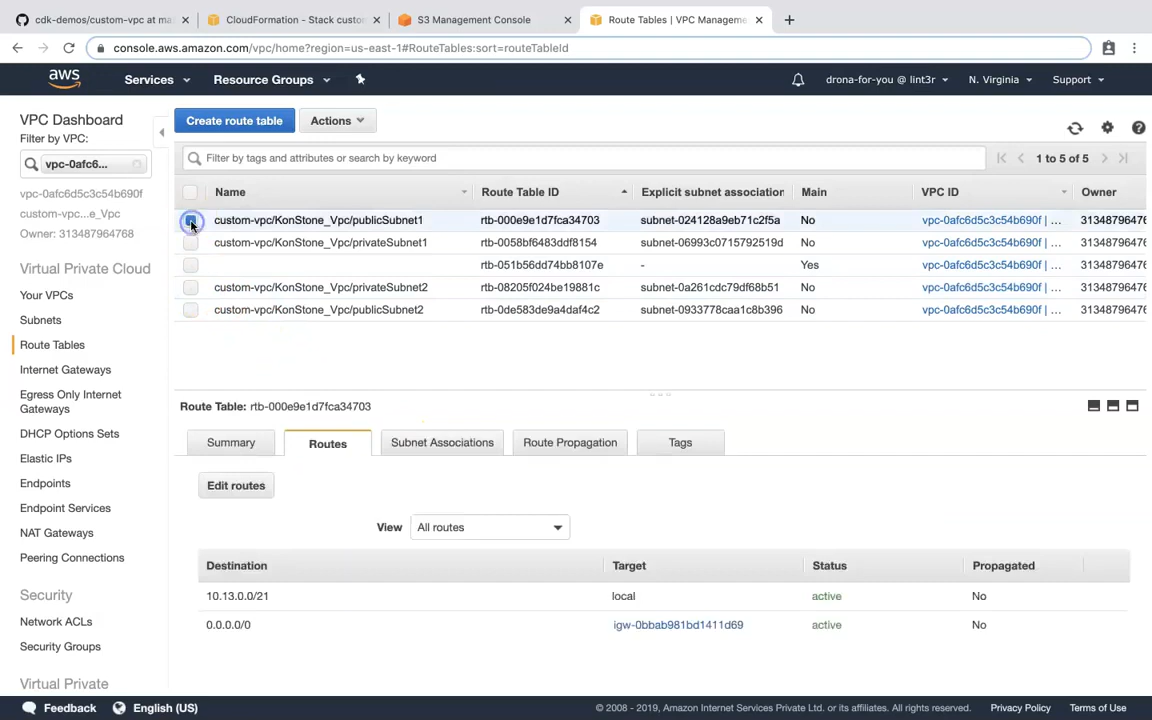 cdk-demos/custom-vpc at ma
CloudFormation - Stack custo
S3 Management Console
Route Tables | VPC Manageme
console.aws.amazon.com/vpc/home?region=us-east-1#RouteTables:sort=routeTableId
aws
Services
Resource Groups
drona-for-you @ lint3r
N. Virginia
Support
VPC Dashboard
Filter by VPC:
vpc-0afc6...
vpc-0afc6d5c3c54b690f
custom-vpc...e_Vpc
Owner: 313487964768
Virtual Private Cloud
Your VPCs
Subnets
Route Tables
Internet Gateways
Egress Only Internet
Gateways
DHCP Options Sets
Elastic IPs
Endpoints
Endpoint Services
NAT Gateways
Peering Connections
Security
Network ACLs
Security Groups
Virtual Private
Create route table
Actions
Filter by tags and attributes or search by keyword
1 to 5 of 5
Name Route Table ID Explicit subnet association Main VPC ID Owner
custom-vpc/KonStone_Vpc/publicSubnet1 rtb-000e9e1d7fca34703 subnet-024128a9eb71c2f5a No vpc-0afc6d5c3c54b690f | ... 31348796476
custom-vpc/KonStone_Vpc/privateSubnet1 rtb-0058bf6483ddf8154 subnet-06993c0715792519d No vpc-0afc6d5c3c54b690f | ... 31348796476
rtb-051b56dd74bb8107e - Yes vpc-0afc6d5c3c54b690f | ... 31348796476
custom-vpc/KonStone_Vpc/privateSubnet2 rtb-08205f024be19881c subnet-0a261cdc79df68b51 No vpc-0afc6d5c3c54b690f | ... 31348796476
custom-vpc/KonStone_Vpc/publicSubnet2 rtb-0de583de9a4daf4c2 subnet-0933778caa1c8b396 No vpc-0afc6d5c3c54b690f | ... 31348796476
Route Table: rtb-000e9e1d7fca34703
Summary
Routes
Subnet Associations
Route Propagation
Tags
Edit routes
View
All routes
Destination Target Status Propagated
10.13.0.0/21 local active No
0.0.0.0/0 igw-0bbab981bd1411d69 active No
Feedback
English (US)
© 2008 - 2019, Amazon Internet Services Private Ltd. or its affiliates. All rights reserved.
Privacy Policy
Terms of Use